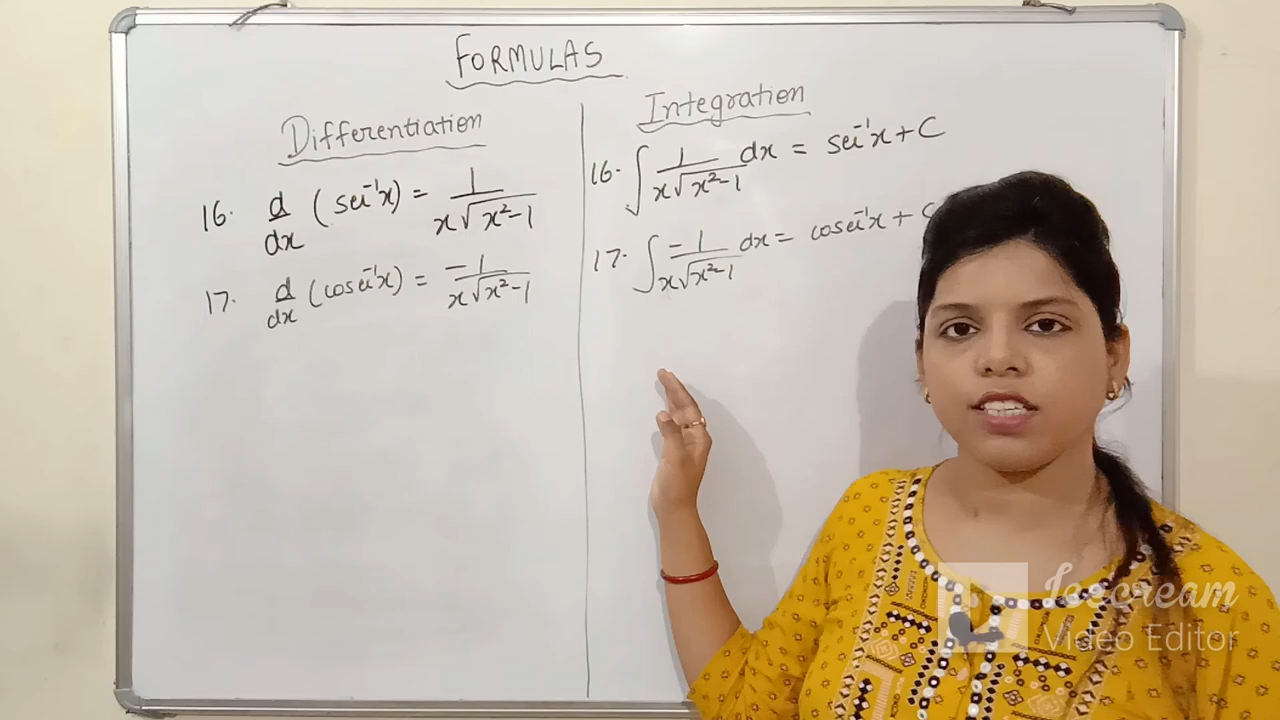 FORMULAS
Differentiation
16. d/dx (sec⁻¹x) = 1/x√x²-1
17. d/dx (cosec⁻¹x) = -1/x√x²-1
Integration
16. ∫ 1/x√x²-1 dx = sec⁻¹x + C
17. ∫ -1/x√x²-1 dx = cosec⁻¹x + C
Icecream
Video Editor